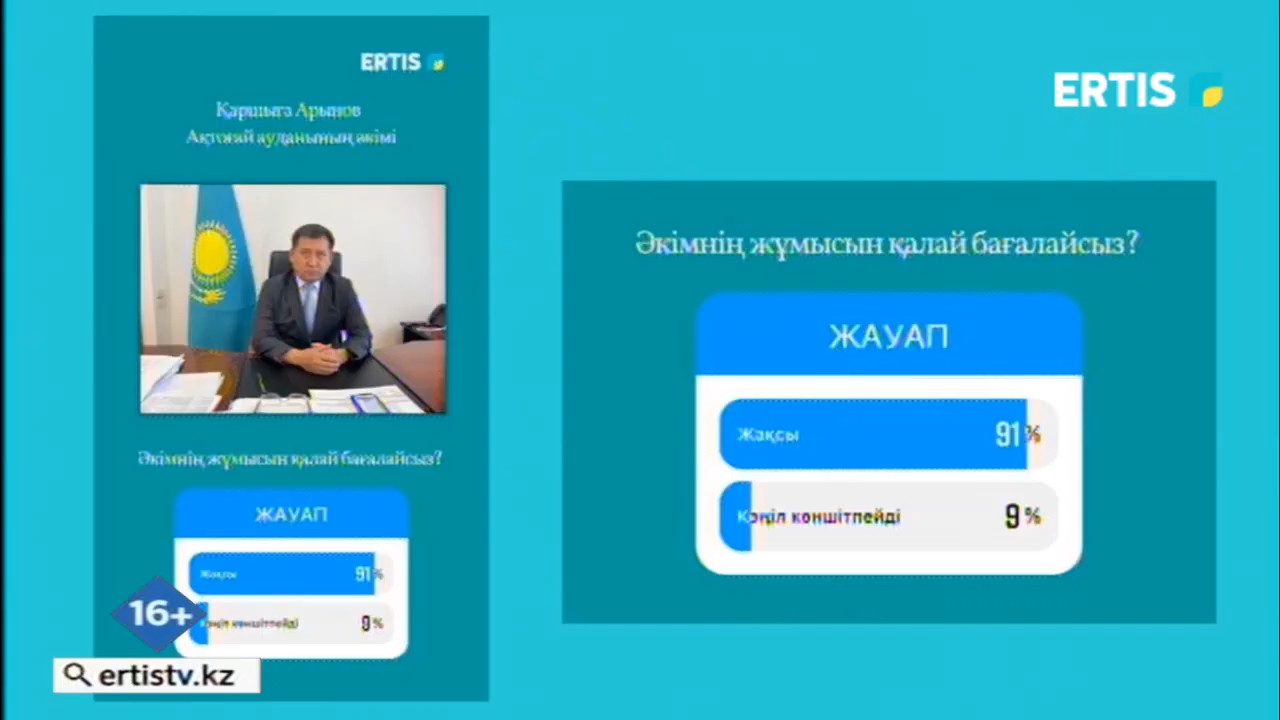 ERTIS
Қаршыға Арынов
Ақтоғай ауданының әкімі
Әкімнің жұмысын қалай бағалайсыз?
ЖАУАП
Жақсы 91%
көңіл көншітпейді 9%
16+
ertistv.kz
ERTIS
Әкімнің жұмысын қалай бағалайсыз?
ЖАУАП
Жақсы 91%
Көңіл көншітпейді 9%